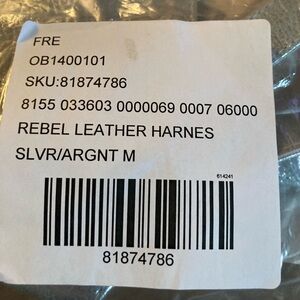 FRE
OB1400101
SKU:81874786
8155 033603 0000069 0007 06000
REBEL LEATHER HARNES
SLVR/ARGNT M
614241
81874786